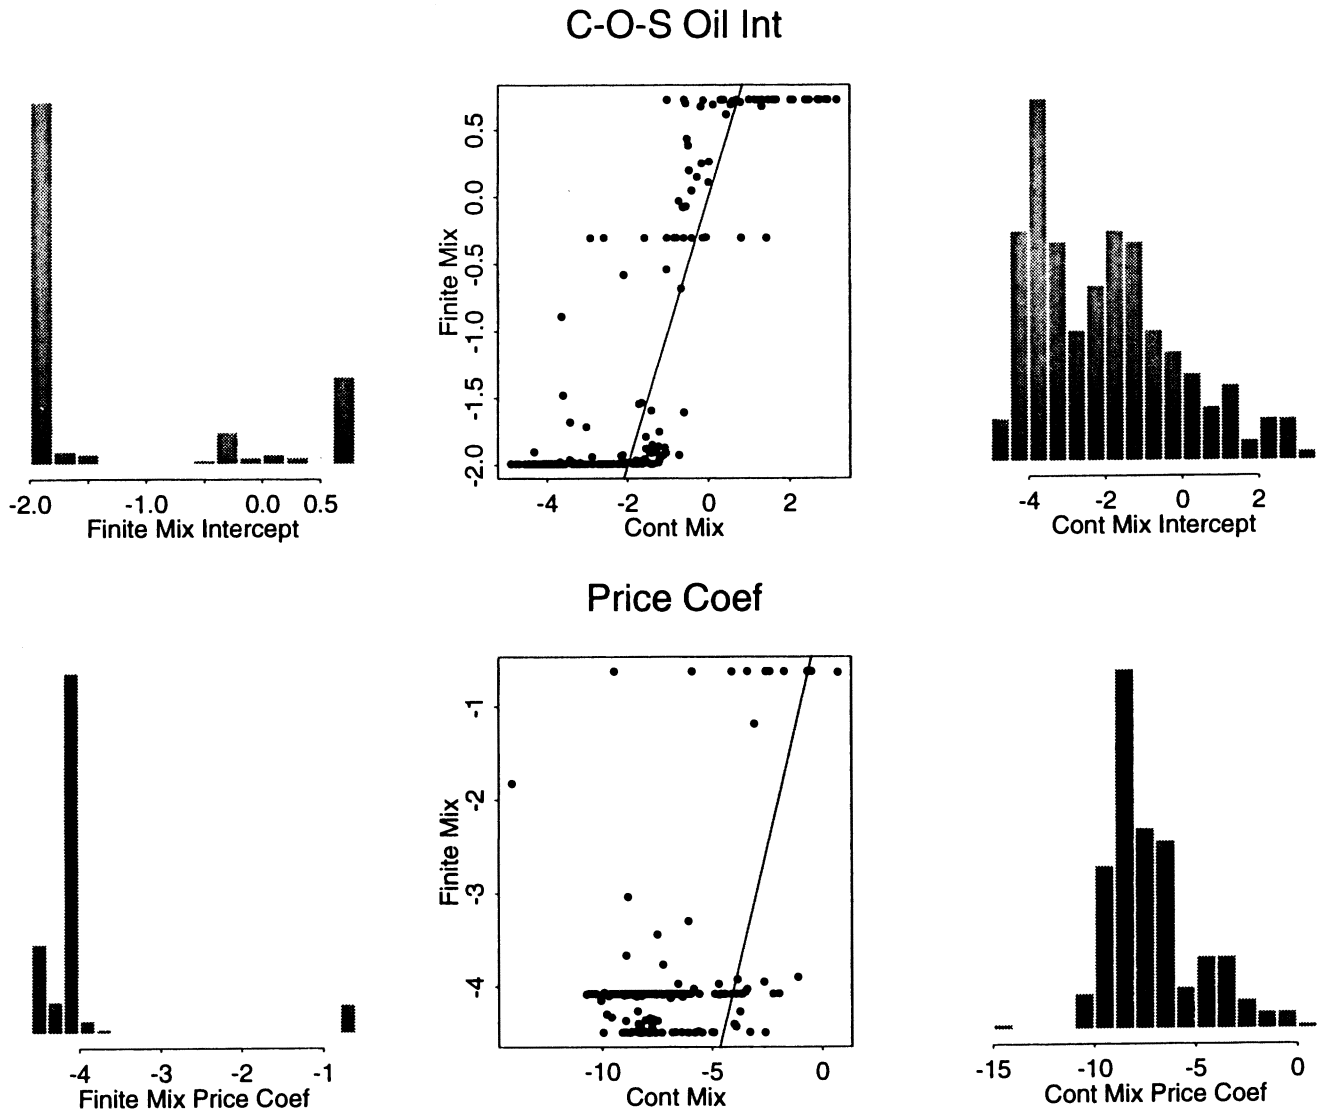 C-O-S Oil Int
Finite Mix
0.5
0.0
-0.5
-1.0
-1.5
-2.0
-2.0 -1.0 0.0 0.5
Finite Mix Intercept
-4 -2 0 2
Cont Mix
-4 -2 0 2
Cont Mix Intercept
Price Coef
Finite Mix
-1
-2
-3
-4
-4 -3 -2 -1
Finite Mix Price Coef
-10 -5 0
Cont Mix
-15 -10 -5 0
Cont Mix Price Coef